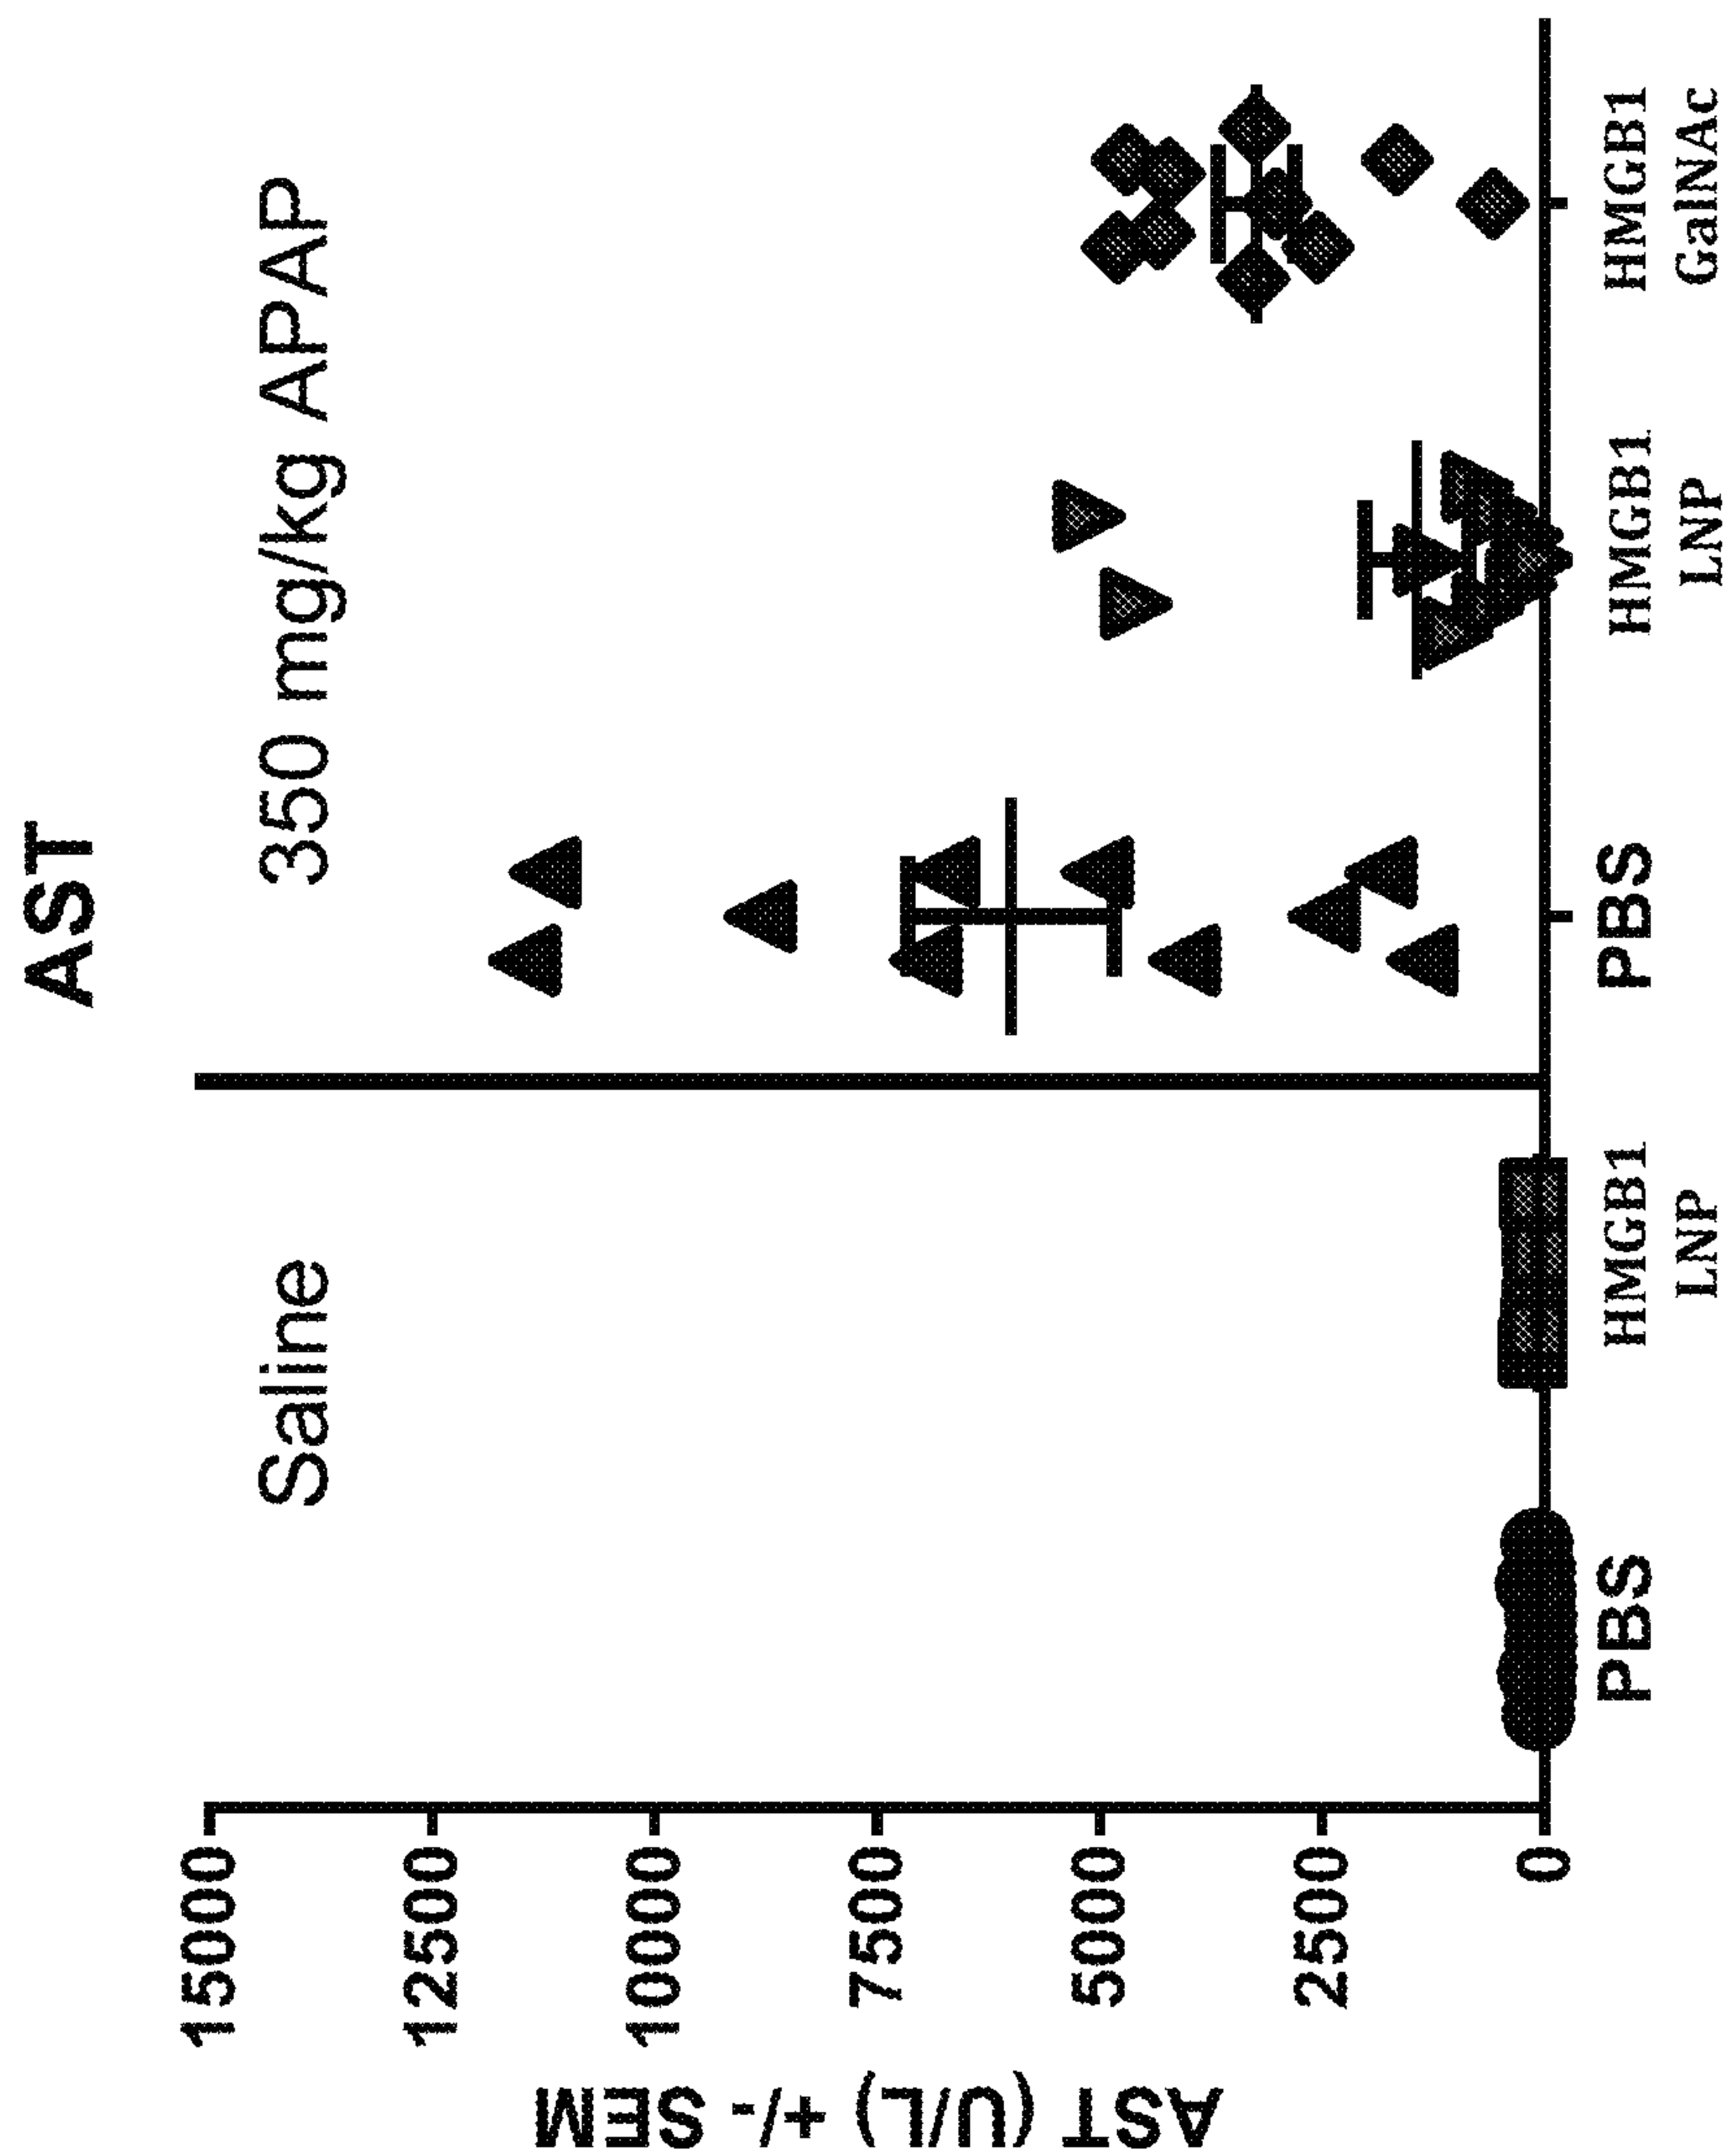 AST
Saline
350 mg/kg APAP
AST (U/L) +/- SEM
15000
12500
10000
7500
5000
2500
0
PBS
HMGB1
LNP
PBS
HMGB1
LNP
HMGB1
GalNAc